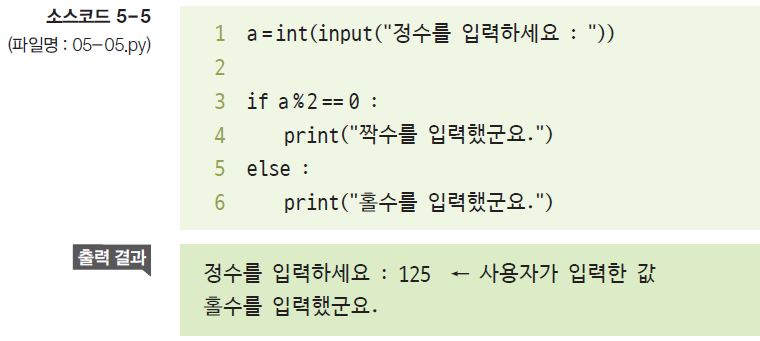 소스코드 5-5
(파일명 : 05-05.py)
1 a=int(input("정수를 입력하세요 : "))
2
3 if a%2==0 :
4 print("짝수를 입력했군요.")
5 else :
6 print("홀수를 입력했군요.")
출력 결과
정수를 입력하세요 : 125 ← 사용자가 입력한 값
홀수를 입력했군요.